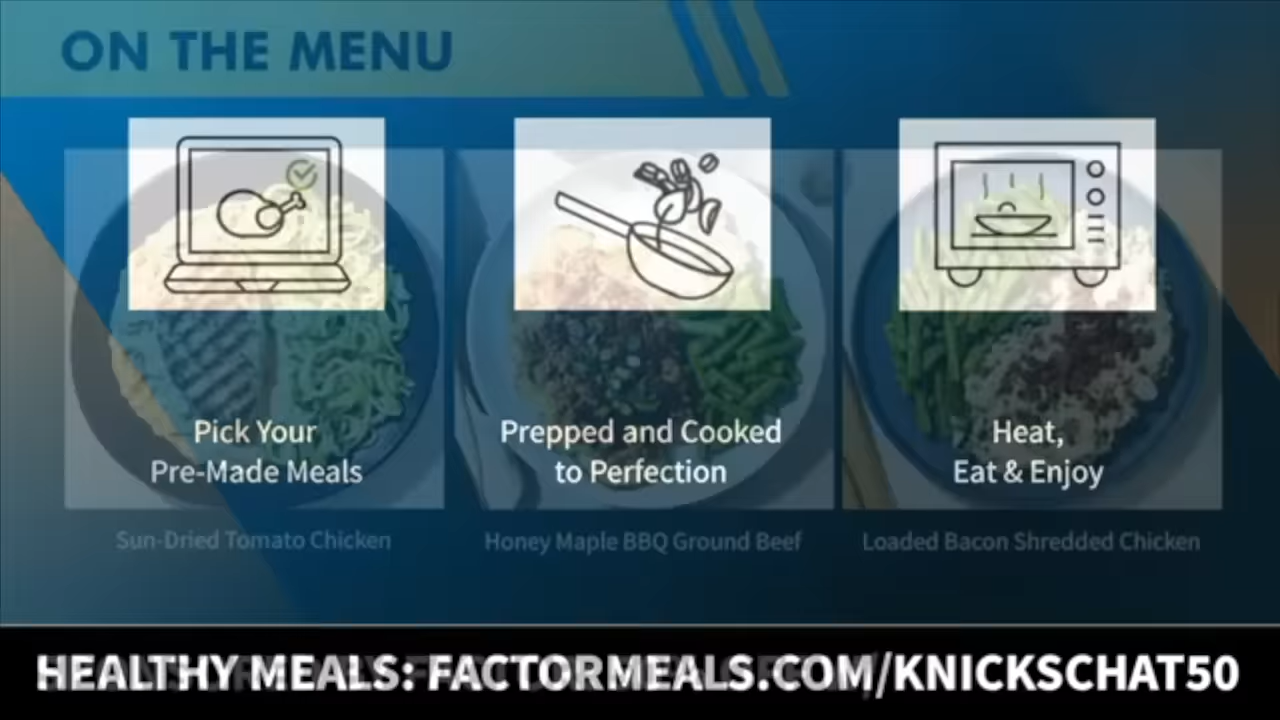 ON THE MENU
Pick Your
Pre-Made Meals
Prepped and Cooked
to Perfection
Heat,
Eat & Enjoy
Sun-Dried Tomato Chicken
Honey Maple BBQ Ground Beef
Loaded Bacon Shredded Chicken
HEALTHY MEALS: FACTORMEALS.COM/KNICKSCHAT50